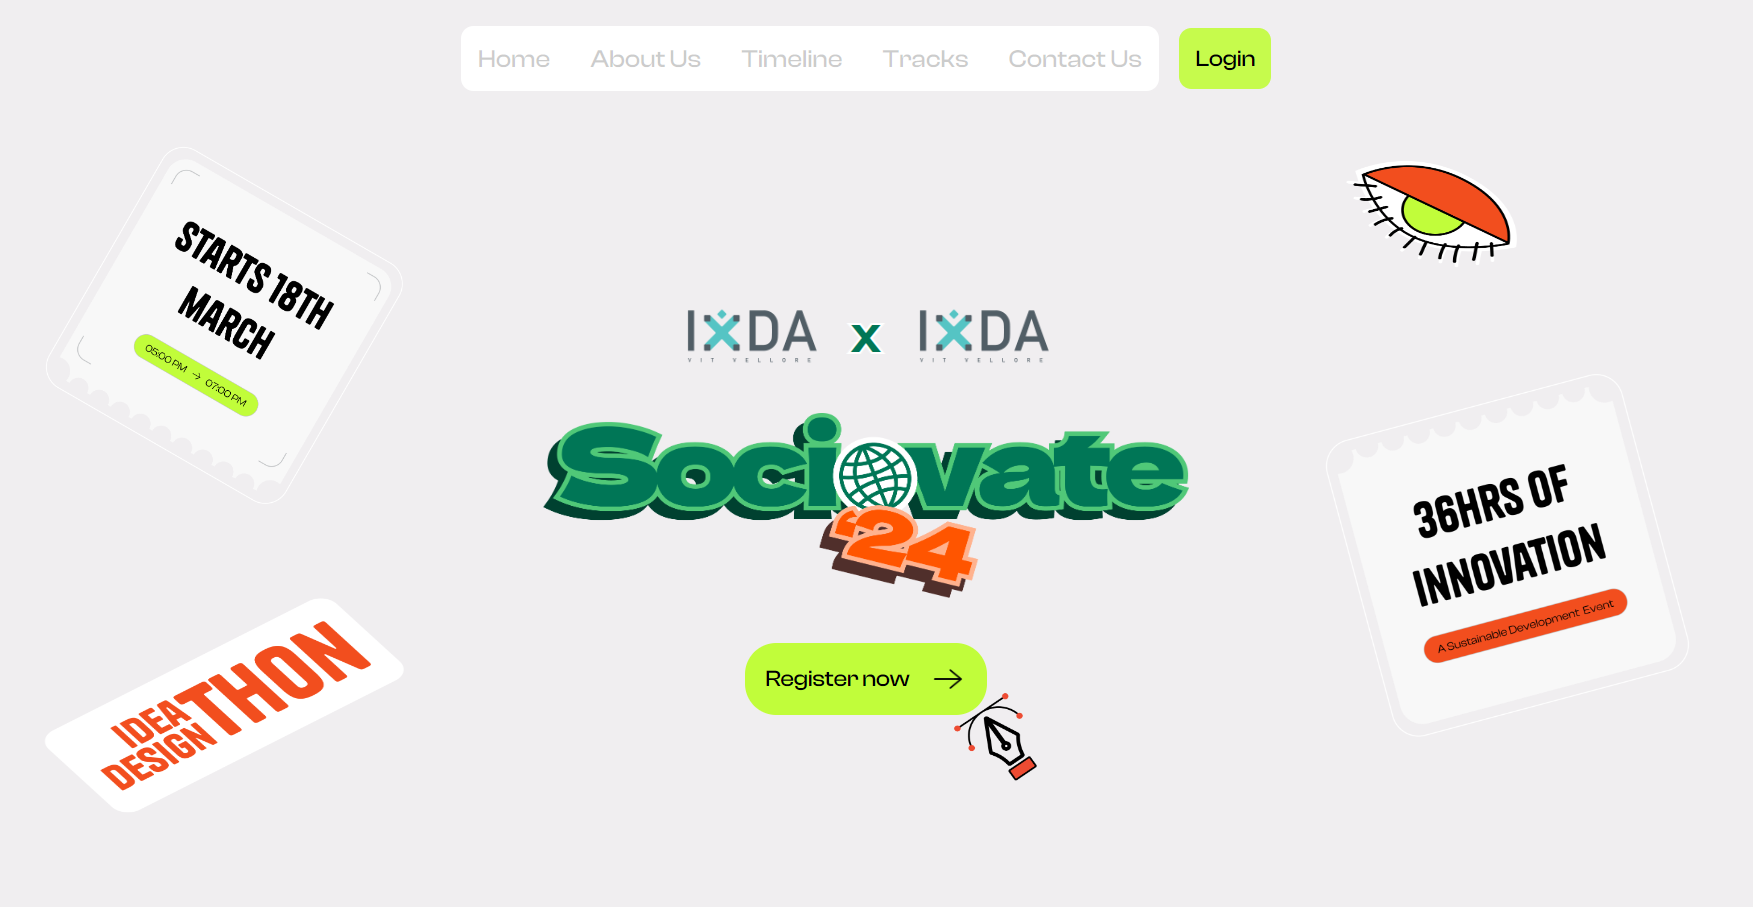 Home About Us Timeline Tracks Contact Us Login
STARTS 18TH
MARCH
05:00 PM → 07:00 PM
IXDA x IXDA
VIT VELLORE VIT VELLORE
Sociovate
‘24
36HRS OF
INNOVATION
A Sustainable Development Event
IDEA
DESIGN
THON
Register now →